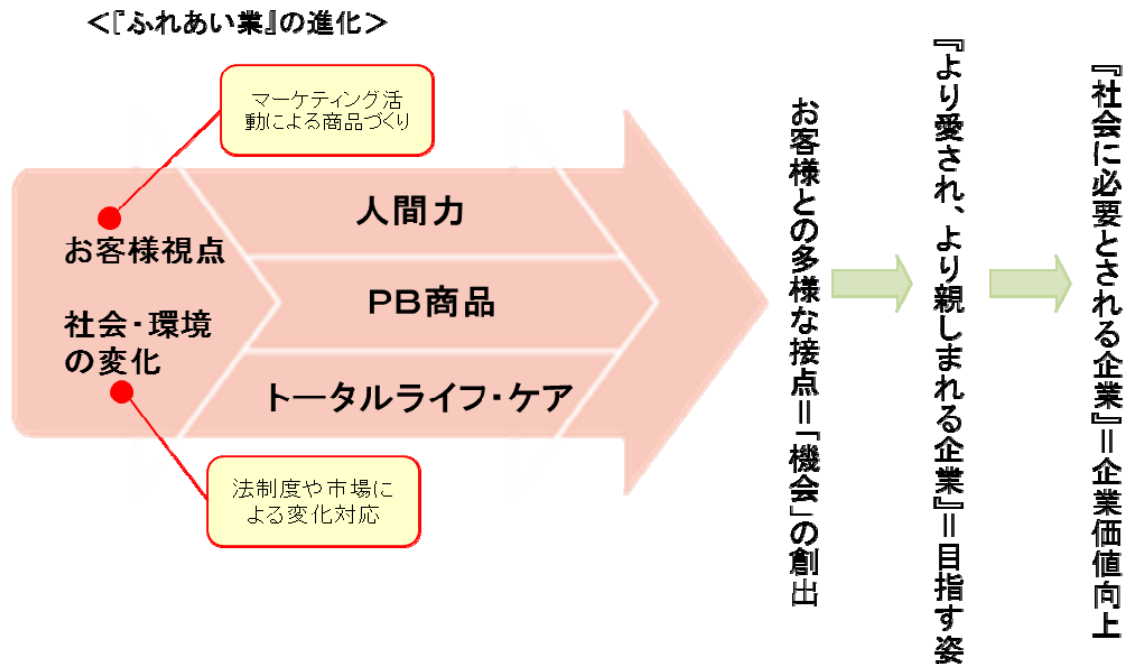 ＜『ふれあい業』の進化＞
マーケティング活
動による商品づくり
お客様視点
社会・環境
の変化
法制度や市場に
よる変化対応
人間力
ＰＢ商品
トータルライフ・ケア
お客様との多様な接点＝「機会」の創出
『より愛され、より親しまれる企業』＝目指す姿
『社会に必要とされる企業』＝企業価値向上